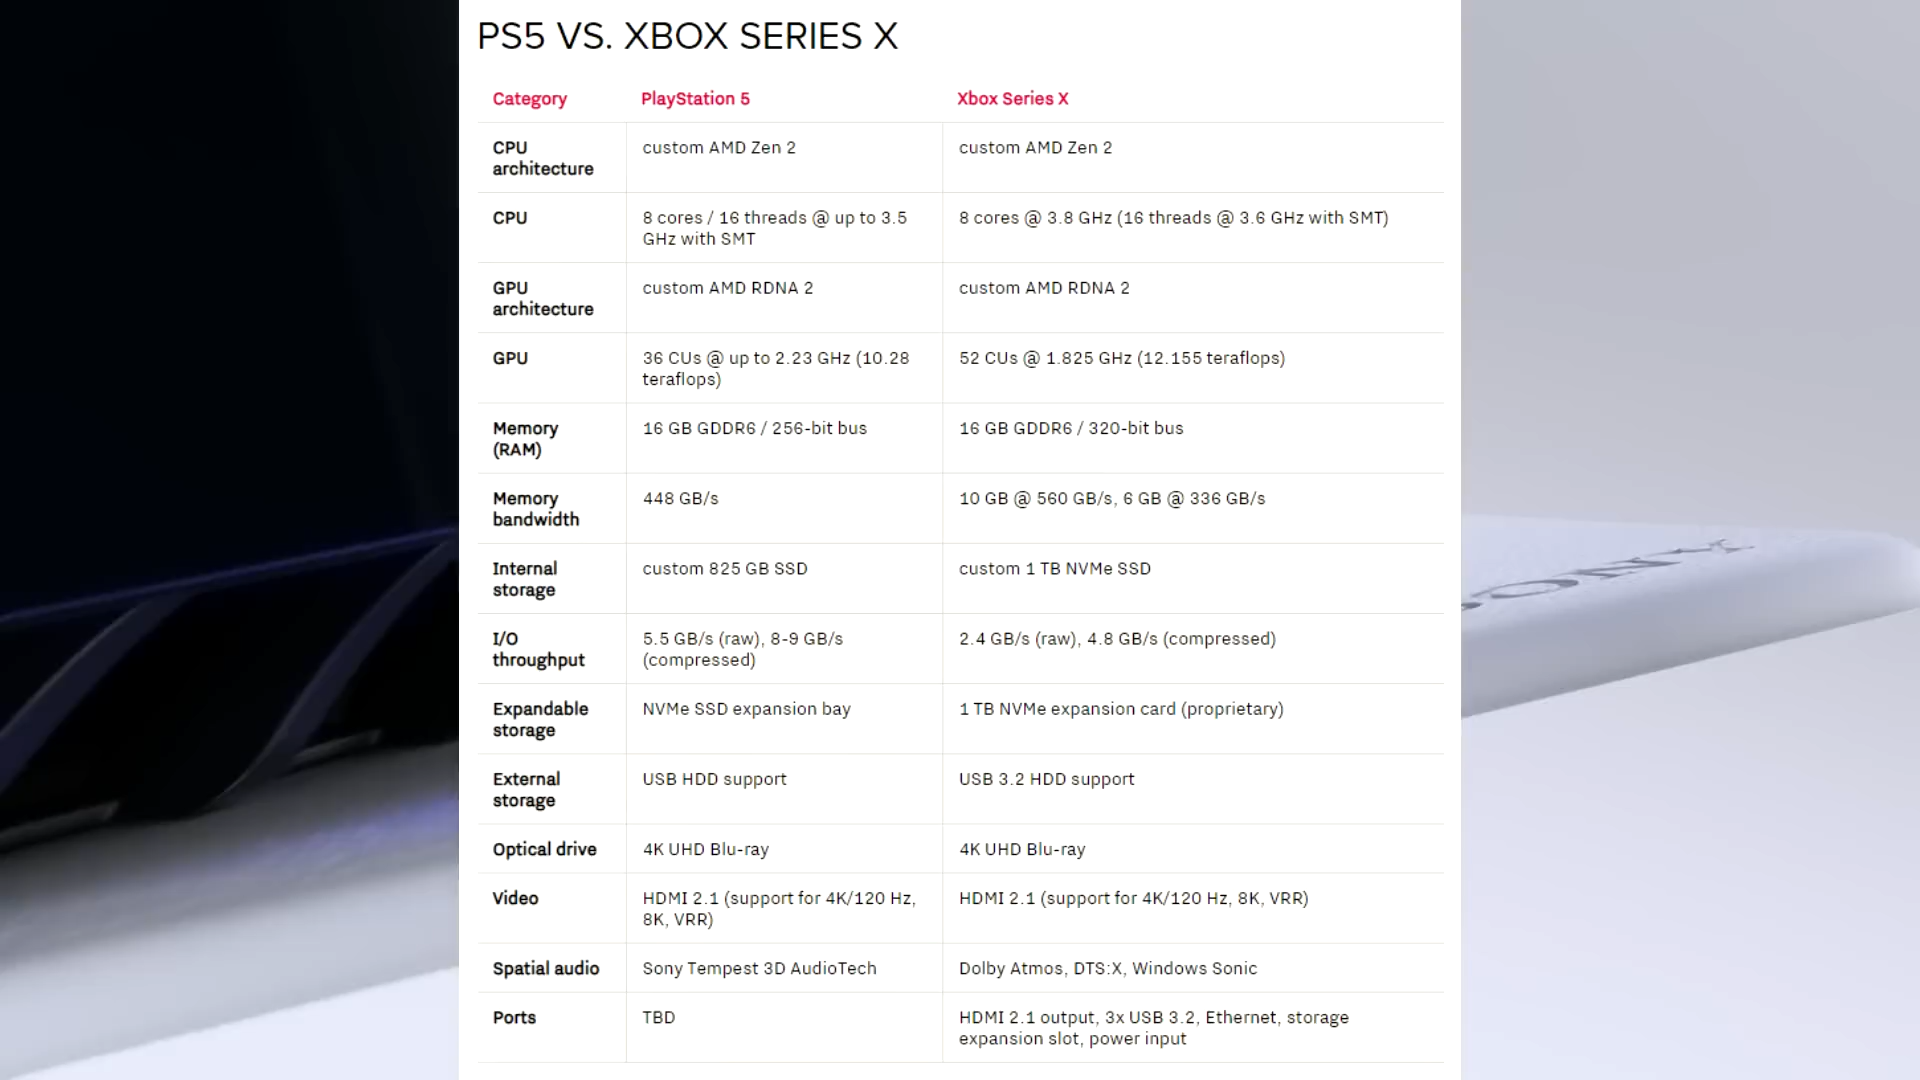 PS5 VS. XBOX SERIES X
Category PlayStation 5 Xbox Series X
CPU architecture custom AMD Zen 2 custom AMD Zen 2
CPU 8 cores / 16 threads @ up to 3.5 GHz with SMT 8 cores @ 3.8 GHz (16 threads @ 3.6 GHz with SMT)
GPU architecture custom AMD RDNA 2 custom AMD RDNA 2
GPU 36 CUs @ up to 2.23 GHz (10.28 teraflops) 52 CUs @ 1.825 GHz (12.155 teraflops)
Memory (RAM) 16 GB GDDR6 / 256-bit bus 16 GB GDDR6 / 320-bit bus
Memory bandwidth 448 GB/s 10 GB @ 560 GB/s, 6 GB @ 336 GB/s
Internal storage custom 825 GB SSD custom 1 TB NVMe SSD
I/O throughput 5.5 GB/s (raw), 8-9 GB/s (compressed) 2.4 GB/s (raw), 4.8 GB/s (compressed)
Expandable storage NVMe SSD expansion bay 1 TB NVMe expansion card (proprietary)
External storage USB HDD support USB 3.2 HDD support
Optical drive 4K UHD Blu-ray 4K UHD Blu-ray
Video HDMI 2.1 (support for 4K/120 Hz, 8K, VRR) HDMI 2.1 (support for 4K/120 Hz, 8K, VRR)
Spatial audio Sony Tempest 3D AudioTech Dolby Atmos, DTS:X, Windows Sonic
Ports TBD HDMI 2.1 output, 3x USB 3.2, Ethernet, storage expansion slot, power input